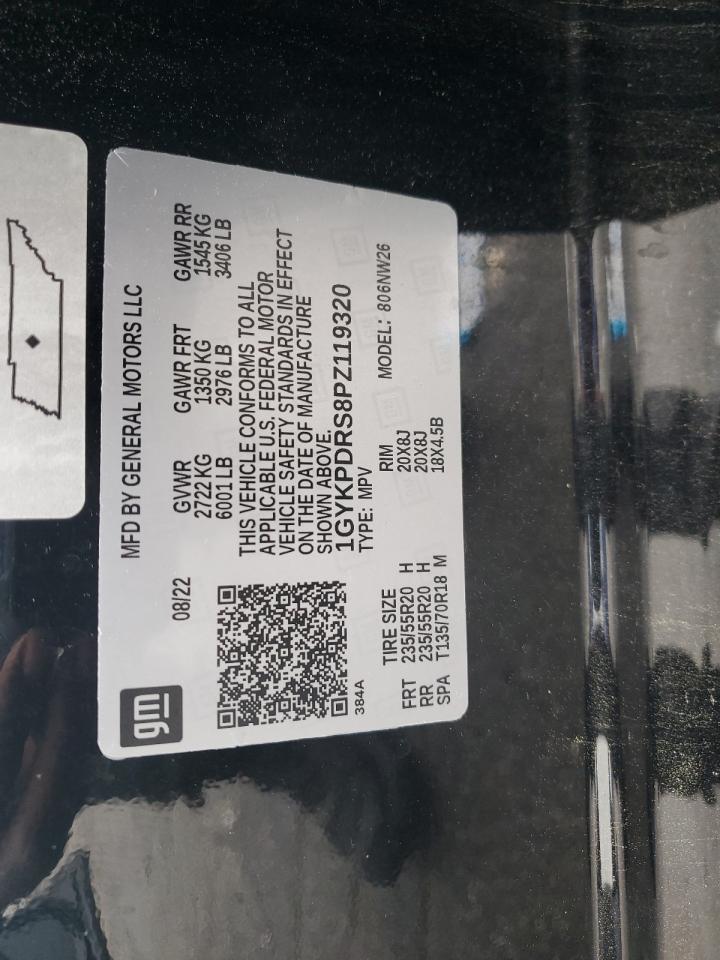 gm
MFD BY GENERAL MOTORS LLC
08/22
GVWR GAWR FRT GAWR RR
2722 KG 1350 KG 1545 KG
6001 LB 2976 LB 3406 LB
THIS VEHICLE CONFORMS TO ALL
APPLICABLE U.S. FEDERAL MOTOR
VEHICLE SAFETY STANDARDS IN EFFECT
ON THE DATE OF MANUFACTURE
SHOWN ABOVE.
1GYKPDRS8PZ119320
TYPE: MPV
384A
MODEL: 806NW26
TIRE SIZE RIM
FRT 235/55R20 H 20X8J
RR 235/55R20 H 20X8J
SPA T135/70R18 M 18X4.5B